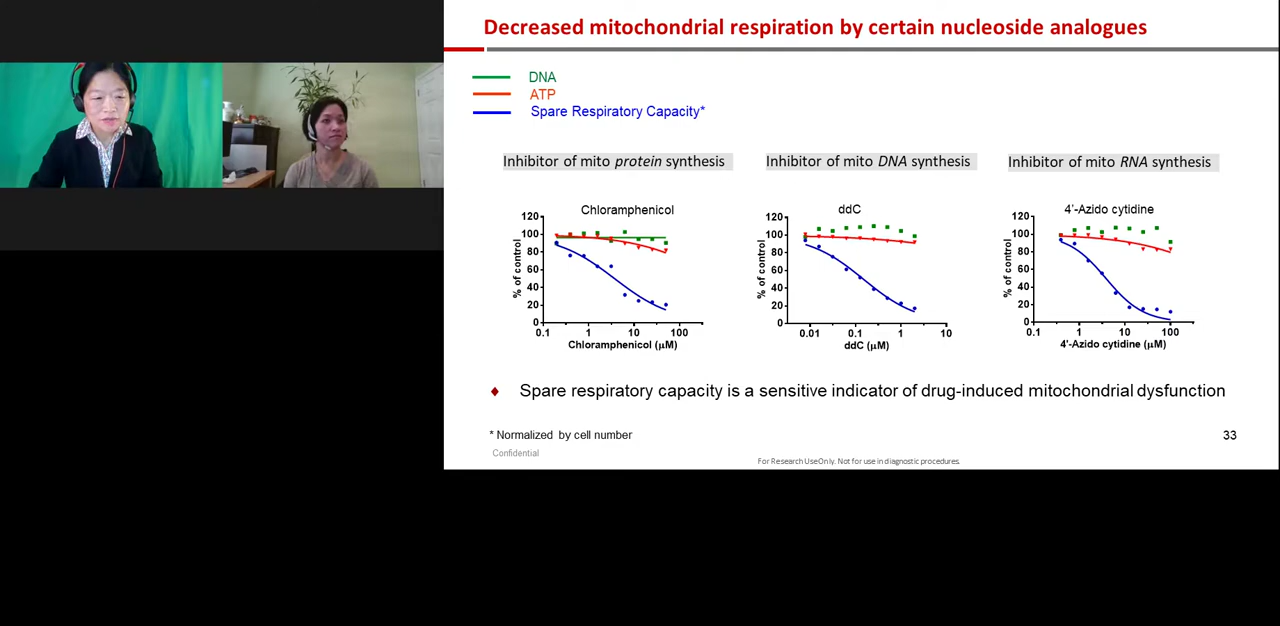 Decreased mitochondrial respiration by certain nucleoside analogues
DNA
ATP
Spare Respiratory Capacity*
Inhibitor of mito protein synthesis
Inhibitor of mito DNA synthesis
Inhibitor of mito RNA synthesis
Chloramphenicol
% of control
120
100
80
60
40
20
0
0.1
1
10
100
Chloramphenicol (μM)
ddC
% of control
120
100
80
60
40
20
0
0.01
0.1
1
10
ddC (μM)
4'-Azido cytidine
% of control
120
100
80
60
40
20
0
0.1
1
10
100
4'-Azido cytidine (μM)
♦ Spare respiratory capacity is a sensitive indicator of drug-induced mitochondrial dysfunction
* Normalized by cell number
33
Confidential
For Research UseOnly. Not for use in diagnostic procedures.